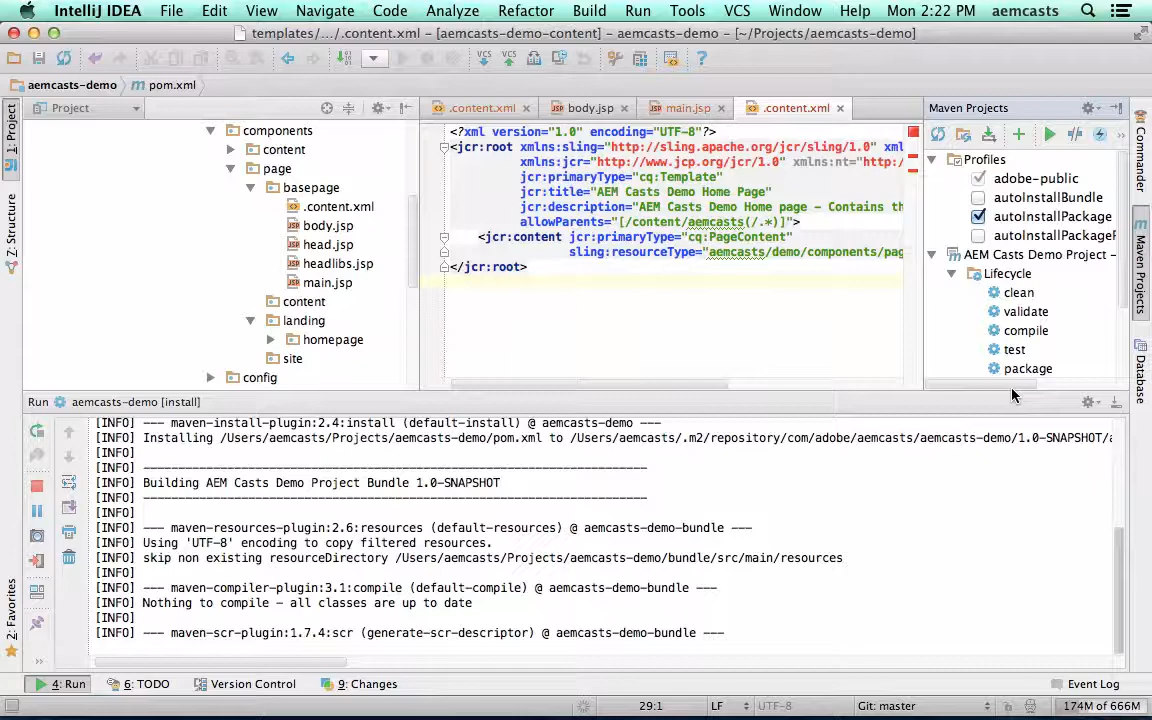 IntelliJ IDEA File Edit View Navigate Code Analyze Refactor Build Run Tools VCS Window Help Mon 2:22 PM aemcasts
templates/.../.content.xml - [aemcasts-demo-content] - aemcasts-demo - [~/Projects/aemcasts-demo]
aemcasts-demo pom.xml
1: Project
Z: Structure
2: Favorites
Project
components
content
page
basepage
.content.xml
body.jsp
head.jsp
headlibs.jsp
main.jsp
content
landing
homepage
site
config
.content.xml body.jsp main.jsp .content.xml
<?xml version="1.0" encoding="UTF-8"?>
<jcr:root xmlns:sling="http://sling.apache.org/jcr/sling/1.0" xml
xmlns:jcr="http://www.jcp.org/jcr/1.0" xmlns:nt="http:/
jcr:primaryType="cq:Template"
jcr:title="AEM Casts Demo Home Page"
jcr:description="AEM Casts Demo Home page - Contains th
allowParents="[/content/aemcasts(/.*)]">
<jcr:content jcr:primaryType="cq:PageContent"
sling:resourceType="aemcasts/demo/components/pag
</jcr:root>
Maven Projects
Profiles
adobe-public
autoInstallBundle
autoInstallPackage
autoInstallPackageP
AEM Casts Demo Project -
Lifecycle
clean
validate
compile
test
package
Commander
Maven Projects
Database
Run aemcasts-demo [install]
[INFO] --- maven-install-plugin:2.4:install (default-install) @ aemcasts-demo ---
[INFO] Installing /Users/aemcasts/Projects/aemcasts-demo/pom.xml to /Users/aemcasts/.m2/repository/com/adobe/aemcasts/aemcasts-demo/1.0-SNAPSHOT/a
[INFO]
[INFO] ------------------------------------------------------------------------
[INFO] Building AEM Casts Demo Project Bundle 1.0-SNAPSHOT
[INFO] ------------------------------------------------------------------------
[INFO]
[INFO] --- maven-resources-plugin:2.6:resources (default-resources) @ aemcasts-demo-bundle ---
[INFO] Using 'UTF-8' encoding to copy filtered resources.
[INFO] skip non existing resourceDirectory /Users/aemcasts/Projects/aemcasts-demo/bundle/src/main/resources
[INFO]
[INFO] --- maven-compiler-plugin:3.1:compile (default-compile) @ aemcasts-demo-bundle ---
[INFO] Nothing to compile - all classes are up to date
[INFO]
[INFO] --- maven-scr-plugin:1.7.4:scr (generate-scr-descriptor) @ aemcasts-demo-bundle ---
4: Run 6: TODO Version Control 9: Changes Event Log
29:1 LF UTF-8 Git: master 174M of 666M